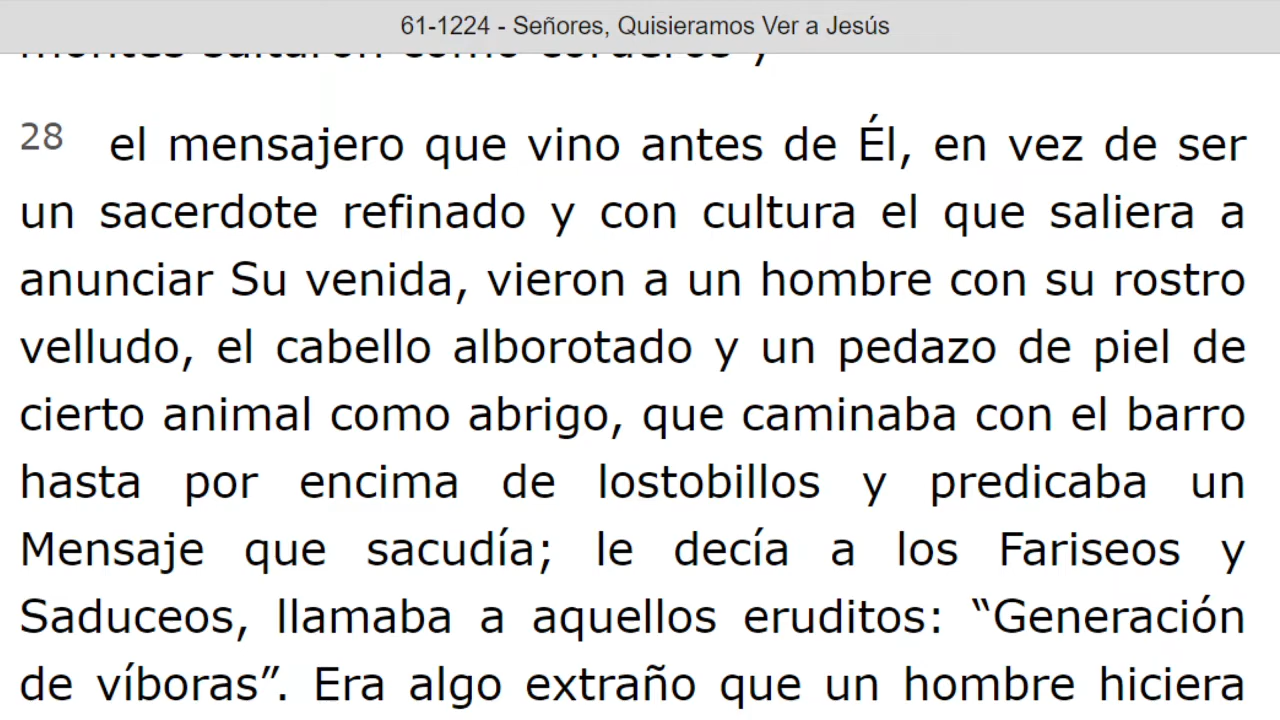 61-1224 - Señores, Quisieramos Ver a Jesús
montes saltaron como corderos y
28 el mensajero que vino antes de Él, en vez de ser
un sacerdote refinado y con cultura el que saliera a
anunciar Su venida, vieron a un hombre con su rostro
velludo, el cabello alborotado y un pedazo de piel de
cierto animal como abrigo, que caminaba con el barro
hasta por encima de lostobillos y predicaba un
Mensaje que sacudía; le decía a los Fariseos y
Saduceos, llamaba a aquellos eruditos: “Generación
de víboras”. Era algo extraño que un hombre hiciera